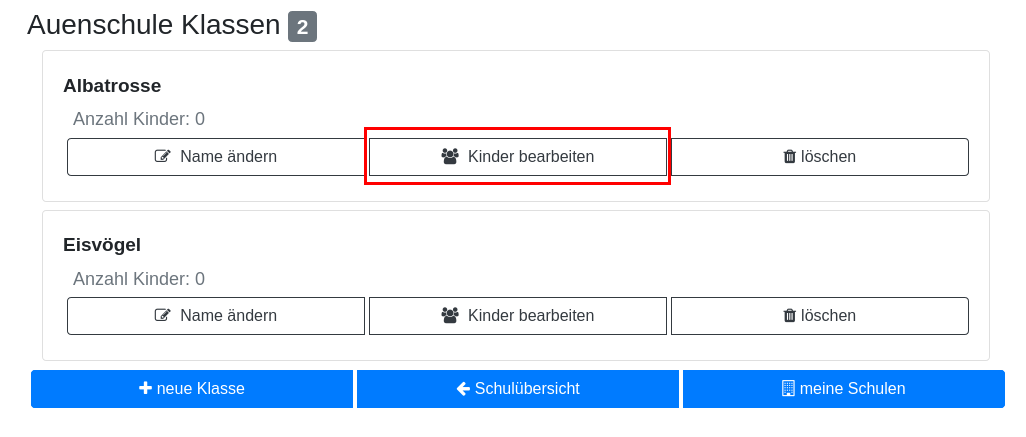 Auenschule Klassen 2
Albatrosse
Anzahl Kinder: 0
Name ändern Kinder bearbeiten löschen
Eisvögel
Anzahl Kinder: 0
Name ändern Kinder bearbeiten löschen
neue Klasse Schulübersicht meine Schulen